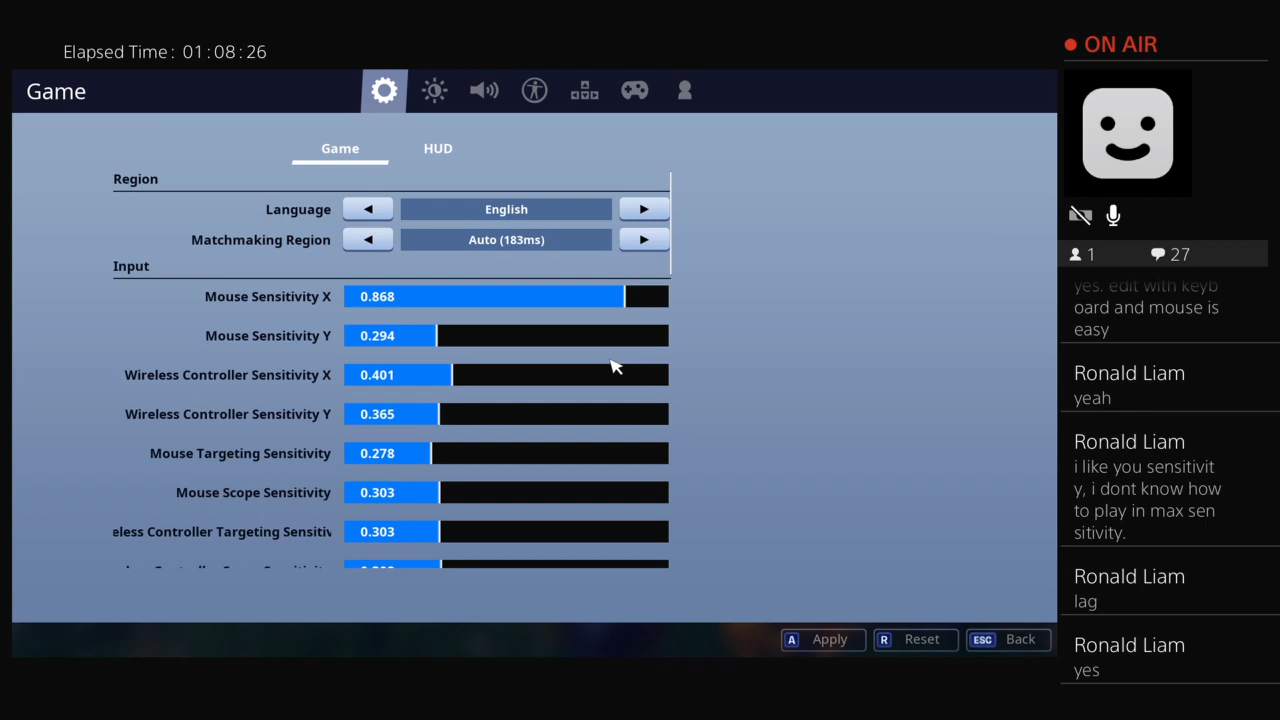 Elapsed Time: 01:08:26
ON AIR
Game
Game HUD
Region
Language ◄ English ►
Matchmaking Region ◄ Auto (183ms) ►
Input
Mouse Sensitivity X 0.868
Mouse Sensitivity Y 0.294
Wireless Controller Sensitivity X 0.401
Wireless Controller Sensitivity Y 0.365
Mouse Targeting Sensitivity 0.278
Mouse Scope Sensitivity 0.303
eless Controller Targeting Sensitiv 0.303
A Apply R Reset ESC Back
1 27
yes. edit with keyb
oard and mouse is
easy
Ronald Liam
yeah
Ronald Liam
i like you sensitivit
y, i dont know how
to play in max sen
sitivity.
Ronald Liam
lag
Ronald Liam
yes